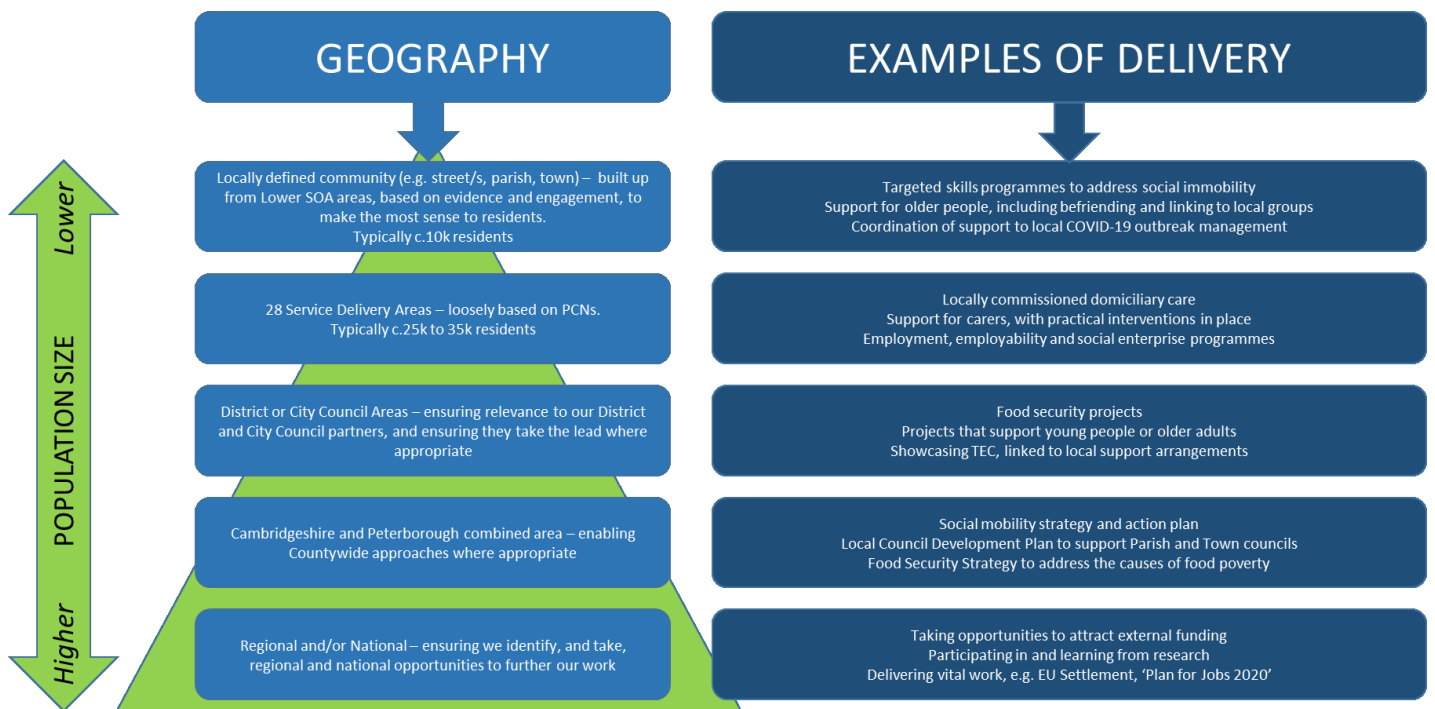 GEOGRAPHY
EXAMPLES OF DELIVERY
Lower
POPULATION SIZE
Higher
Locally defined community (e.g. street/s, parish, town) – built up
from Lower SOA areas, based on evidence and engagement, to
make the most sense to residents.
Typically c.10k residents
Targeted skills programmes to address social immobility
Support for older people, including befriending and linking to local groups
Coordination of support to local COVID-19 outbreak management
28 Service Delivery Areas – loosely based on PCNs.
Typically c.25k to 35k residents
Locally commissioned domiciliary care
Support for carers, with practical interventions in place
Employment, employability and social enterprise programmes
District or City Council Areas – ensuring relevance to our District
and City Council partners, and ensuring they take the lead where
appropriate
Food security projects
Projects that support young people or older adults
Showcasing TEC, linked to local support arrangements
Cambridgeshire and Peterborough combined area – enabling
Countywide approaches where appropriate
Social mobility strategy and action plan
Local Council Development Plan to support Parish and Town councils
Food Security Strategy to address the causes of food poverty
Regional and/or National – ensuring we identify, and take,
regional and national opportunities to further our work
Taking opportunities to attract external funding
Participating in and learning from research
Delivering vital work, e.g. EU Settlement, ‘Plan for Jobs 2020’